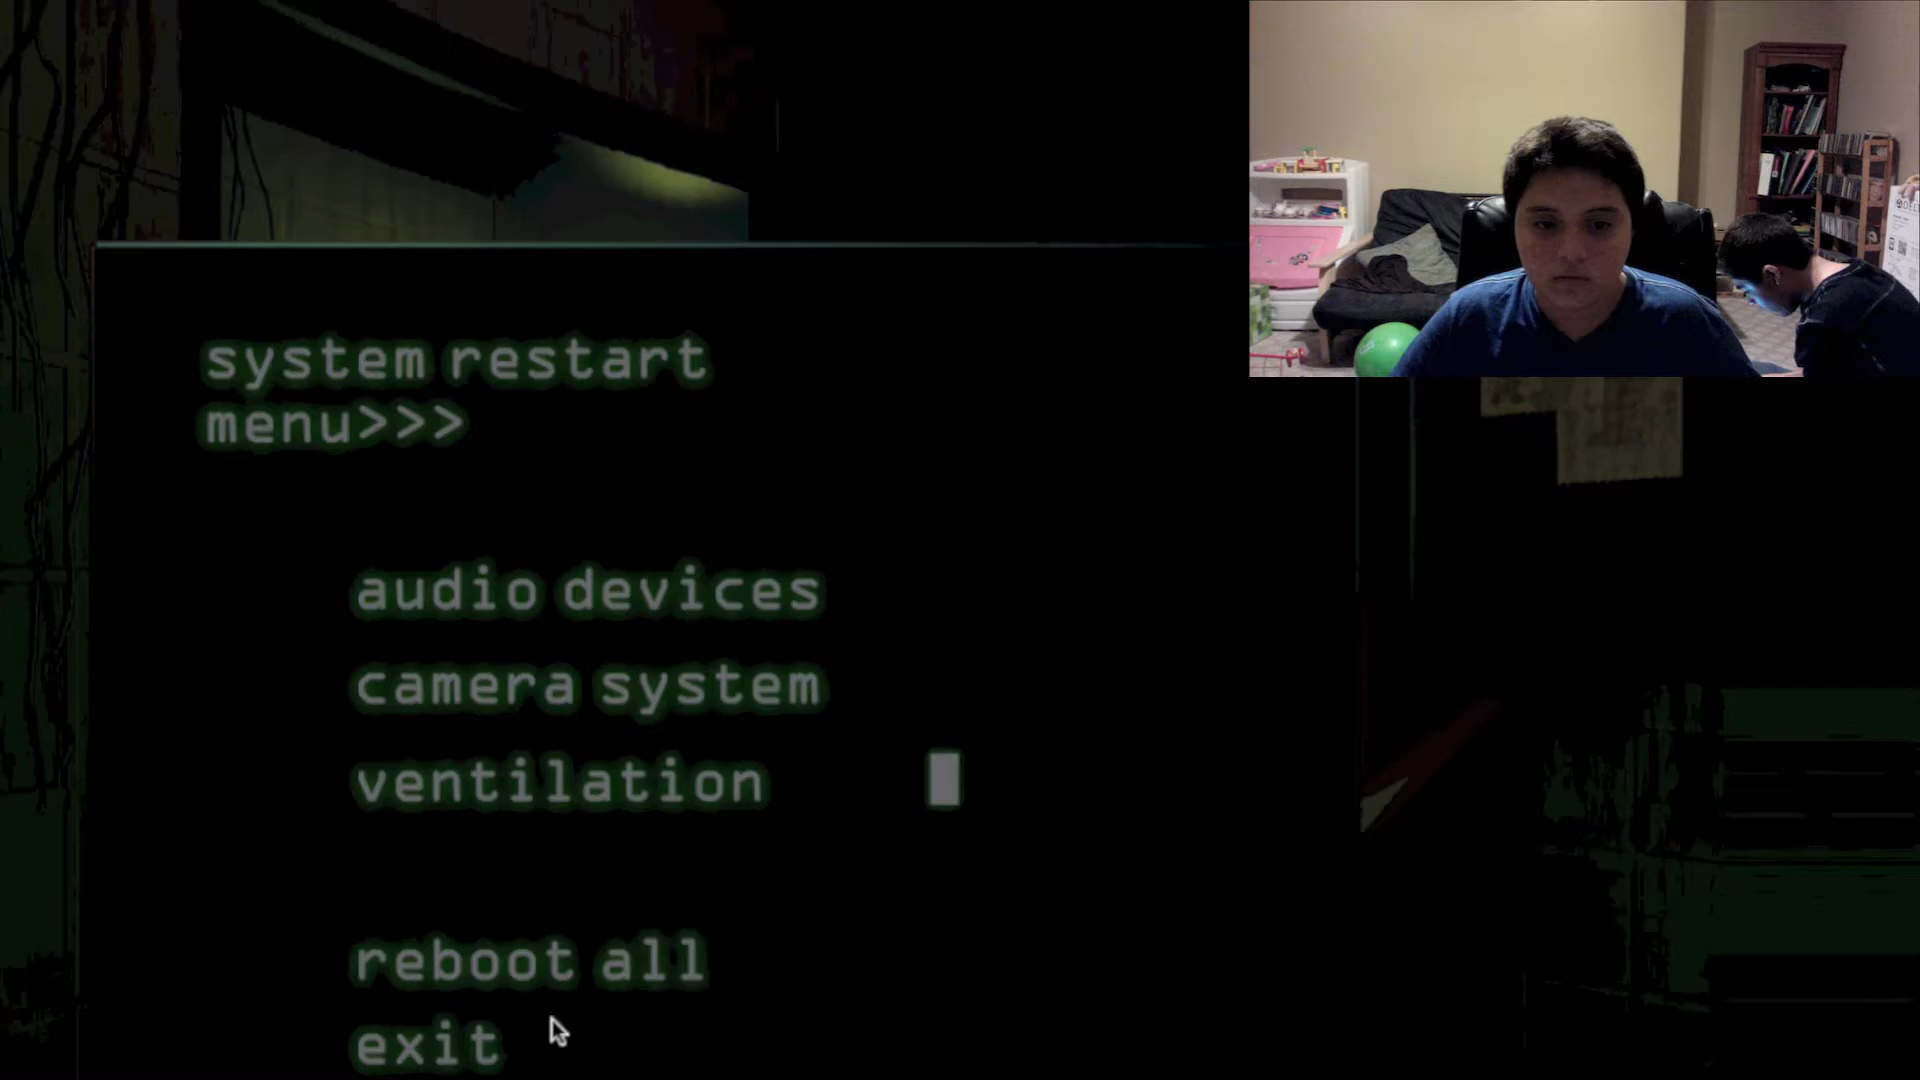 system restart
menu>>>
audio devices
camera system
ventilation
reboot all
exit